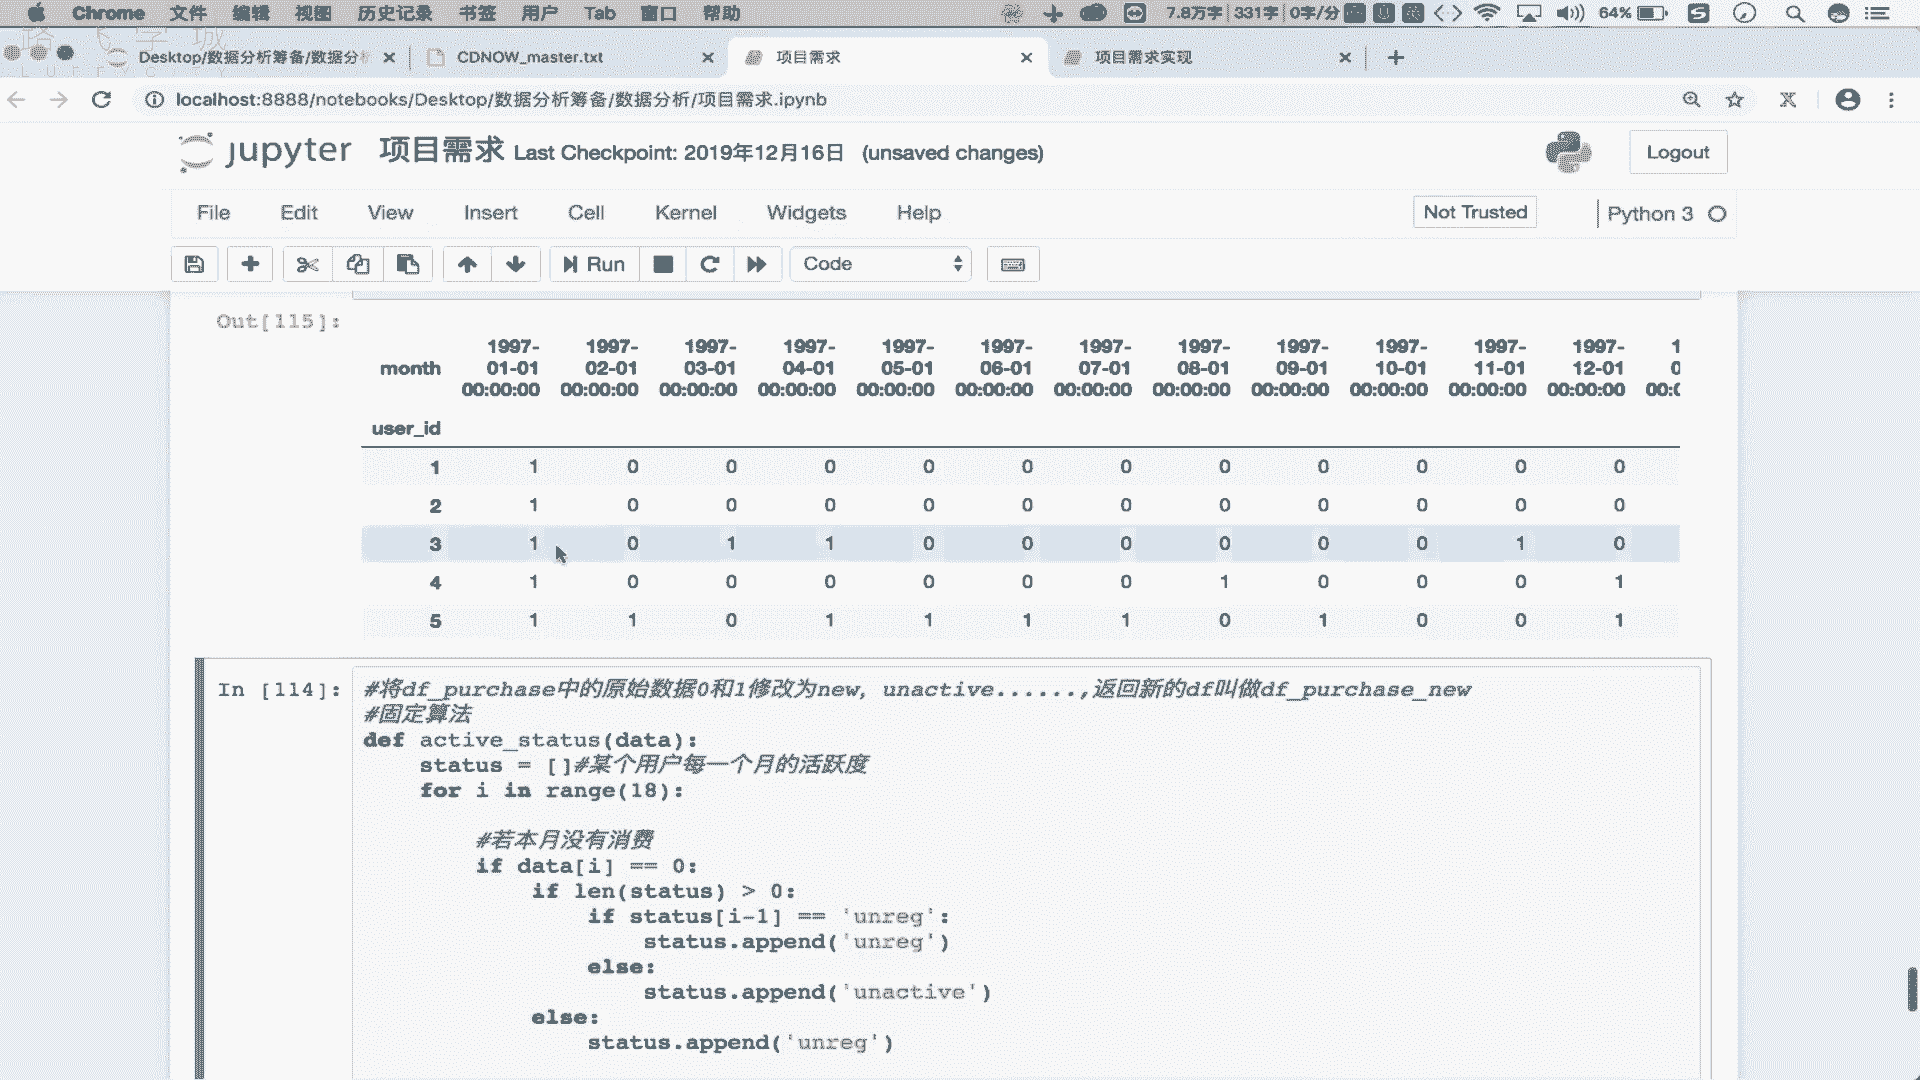 Chrome 文件 编辑 视图 历史记录 书签 用户 Tab 窗口 帮助 7.8万字 331字 0字/分 64%
Desktop/数据分析筹备/数据分 CDNOW_master.txt 项目需求 项目需求实现
localhost:8888/notebooks/Desktop/数据分析筹备/数据分析/项目需求.ipynb
jupyter 项目需求 Last Checkpoint: 2019年12月16日 (unsaved changes) Logout
File Edit View Insert Cell Kernel Widgets Help Not Trusted Python 3
Run Code
Out[115]:
1997- 1997- 1997- 1997- 1997- 1997- 1997- 1997- 1997- 1997- 1997- 1997- 1
month 01-01 02-01 03-01 04-01 05-01 06-01 07-01 08-01 09-01 10-01 11-01 12-01 0
00:00:00 00:00:00 00:00:00 00:00:00 00:00:00 00:00:00 00:00:00 00:00:00 00:00:00 00:00:00 00:00:00 00:00:00 00:0
user_id
1 1 0 0 0 0 0 0 0 0 0 0 0
2 1 0 0 0 0 0 0 0 0 0 0 0
3 1 0 1 1 0 0 0 0 0 0 1 0
4 1 0 0 0 0 0 0 1 0 0 0 1
5 1 1 0 1 1 1 1 0 1 0 0 1
In [114]: #将df_purchase中的原始数据0和1修改为new, unactive......,返回新的df叫做df_purchase_new
#固定算法
def active_status(data):
status = []#某个用户每一个月的活跃度
for i in range(18):
#若本月没有消费
if data[i] == 0:
if len(status) > 0:
if status[i-1] == 'unreg':
status.append('unreg')
else:
status.append('unactive')
else:
status.append('unreg')